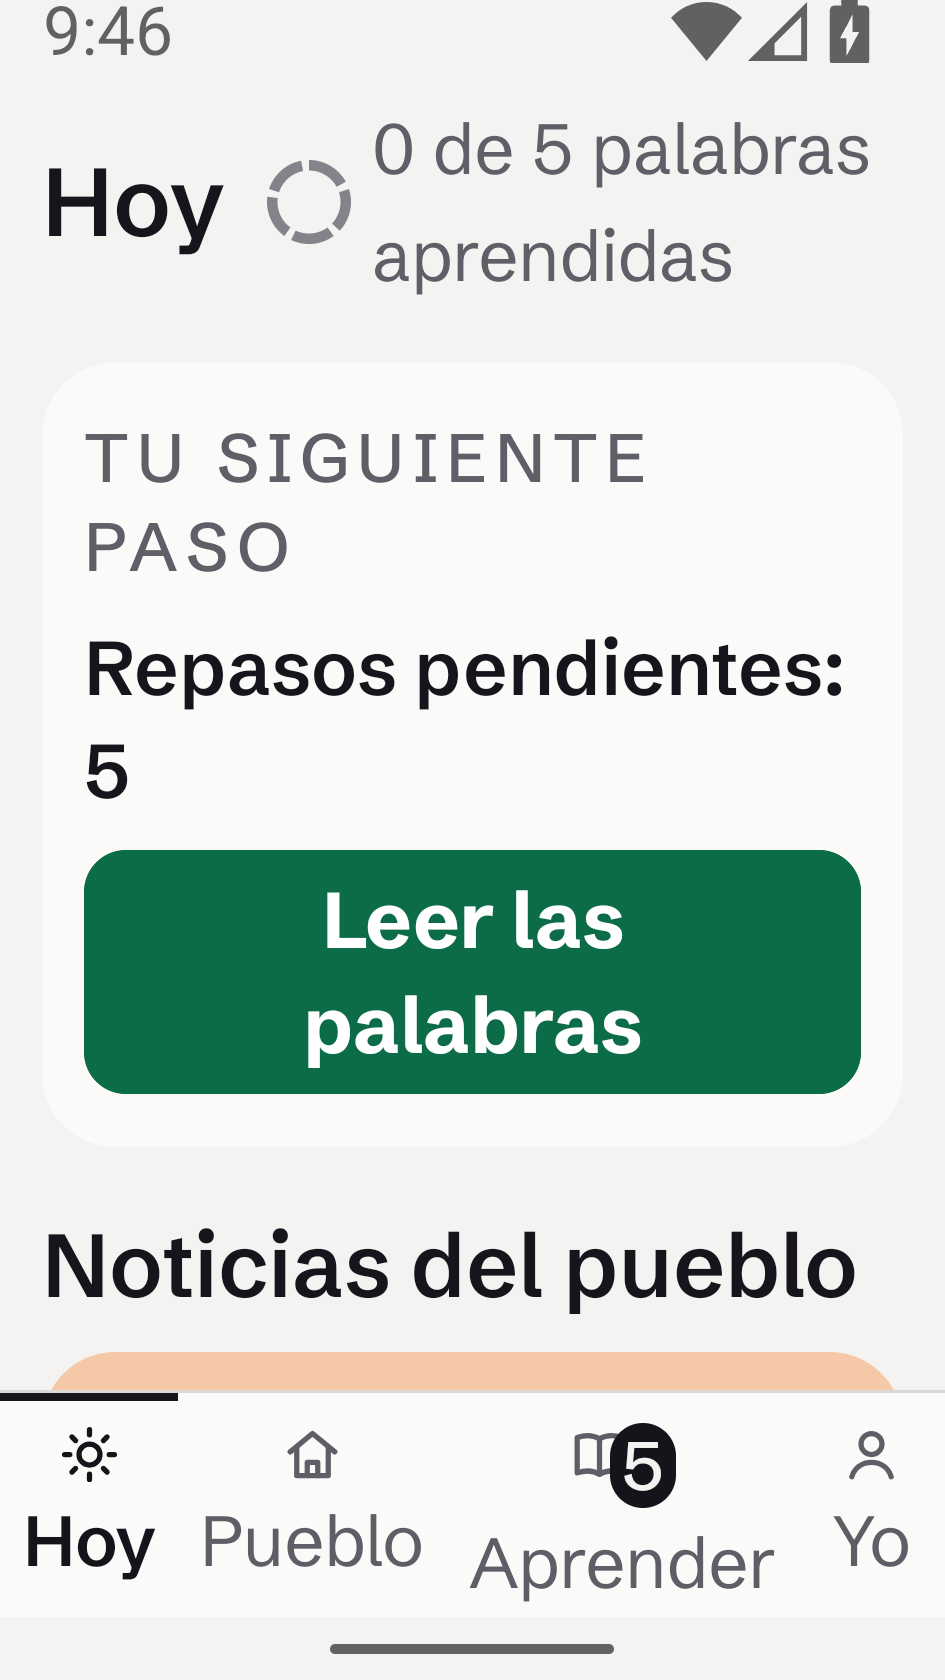 9:46
Hoy
0 de 5 palabras
aprendidas
TU SIGUIENTE
PASO
Repasos pendientes:
5
Leer las
palabras
Noticias del pueblo
5
Hoy
Pueblo
Aprender
Yo